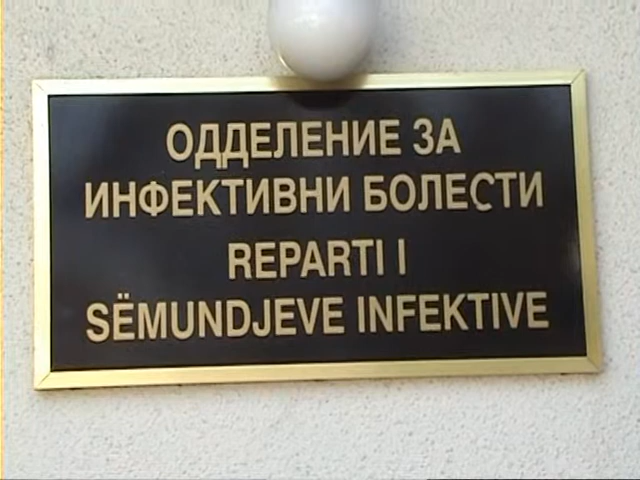 ОДДЕЛЕНИЕ ЗА
ИНФЕКТИВНИ БОЛЕСТИ
REPARTI I
SËMUNDJEVE INFEKTIVE